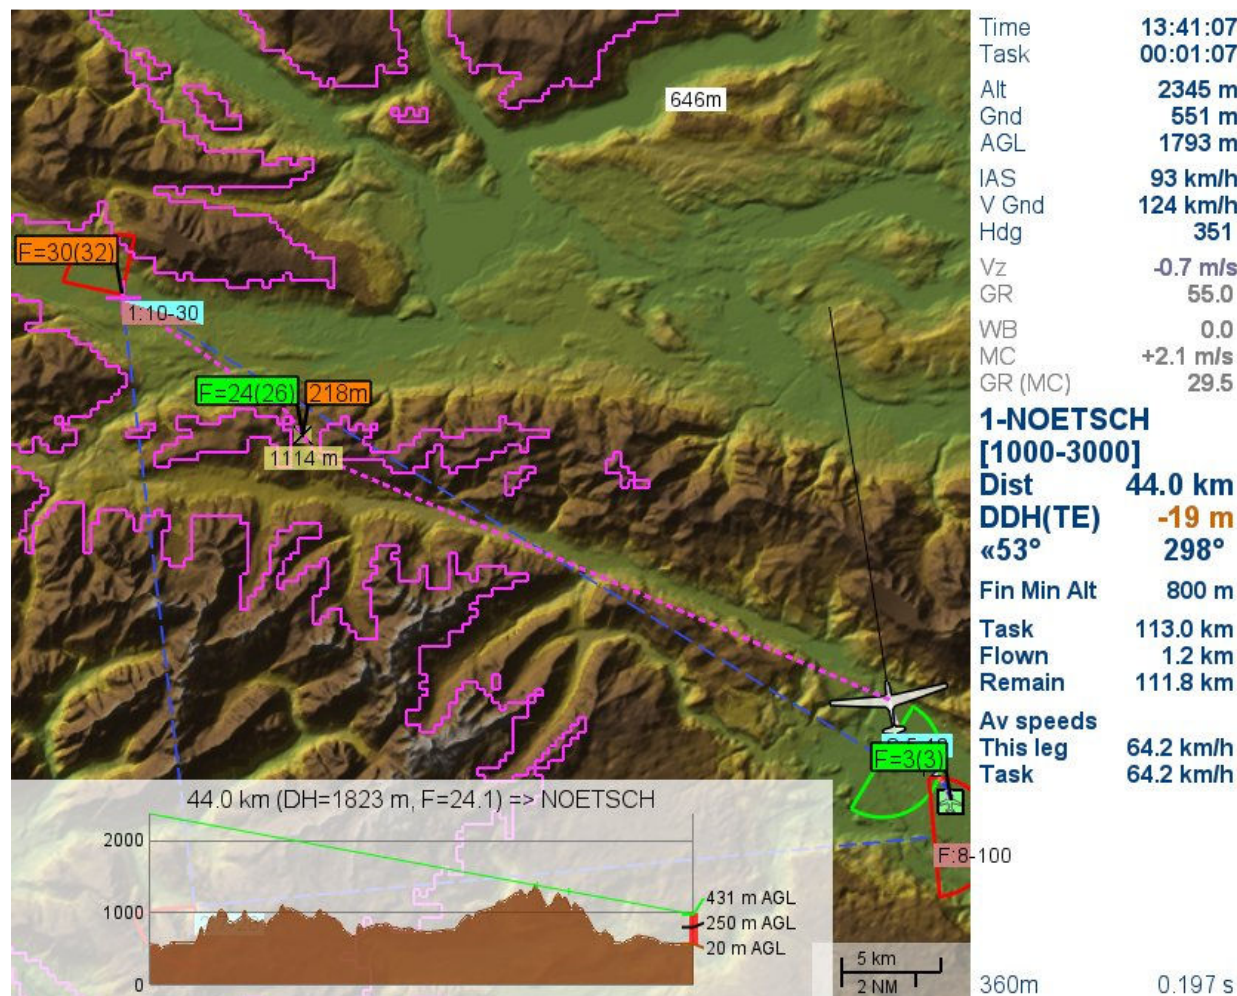 646m
F=30(32)
1:10-30
F=24(26)
218m
1114 m
F=3(3)
F:8-100
44.0 km (DH=1823 m, F=24.1) => NOETSCH
2000
1000
0
431 m AGL
250 m AGL
20 m AGL
5 km
2 NM
Time 13:41:07
Task 00:01:07
Alt 2345 m
Gnd 551 m
AGL 1793 m
IAS 93 km/h
V Gnd 124 km/h
Hdg 351
Vz -0.7 m/s
GR 55.0
WB 0.0
MC +2.1 m/s
GR (MC) 29.5
1-NOETSCH
[1000-3000]
Dist 44.0 km
DDH(TE) -19 m
«53° 298°
Fin Min Alt 800 m
Task 113.0 km
Flown 1.2 km
Remain 111.8 km
Av speeds
This leg 64.2 km/h
Task 64.2 km/h
360m 0.197 s